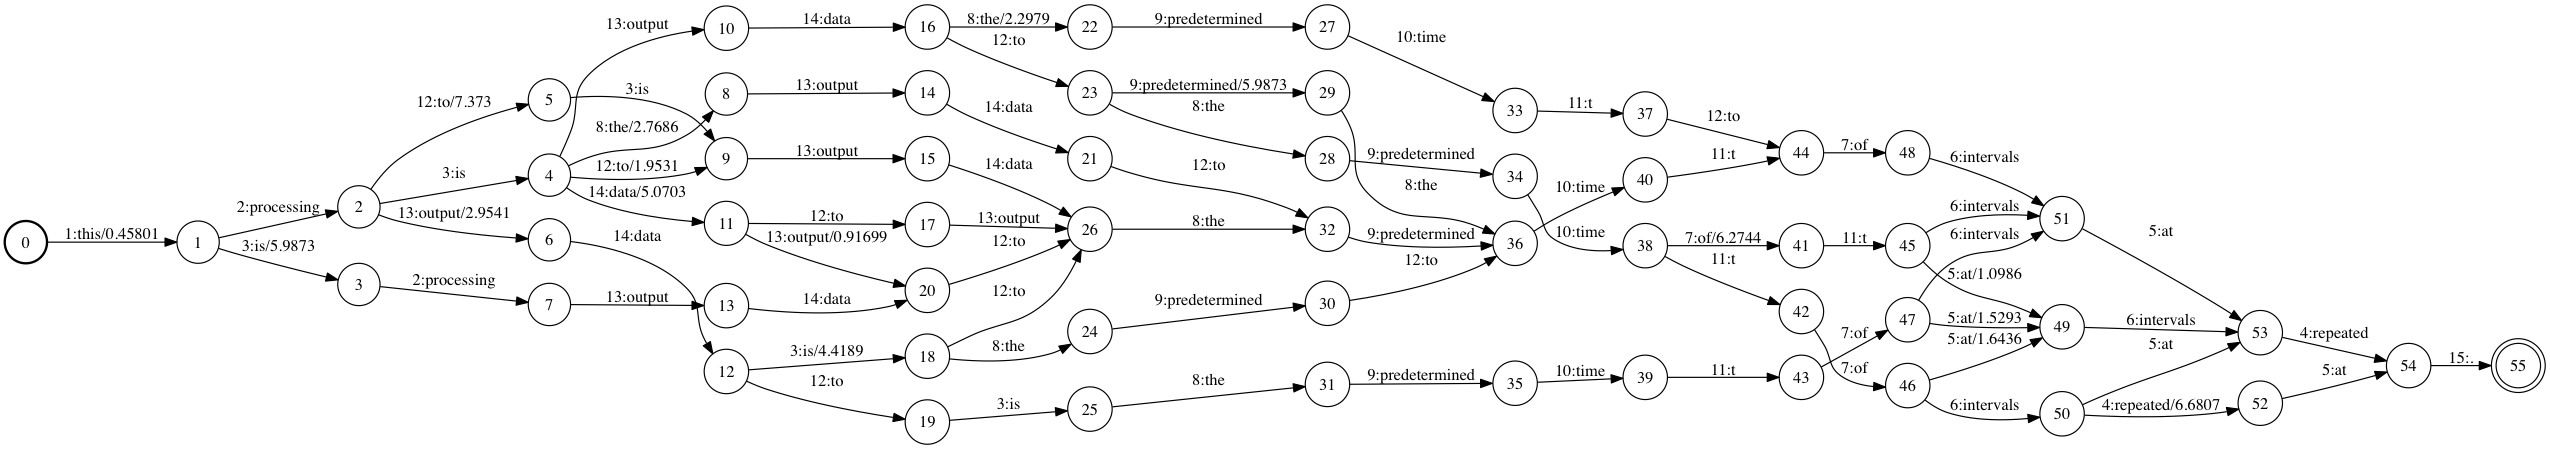 13:output
10
14:data
16
8:the/2.2979
22
9:predetermined
27
12:to
10:time
12:to/7.373
5
3:is
8
13:output
14
23
9:predetermined/5.9873
29
8:the
33
11:t
37
14:data
12:to
8:the/2.7686
3:is
4
12:to/1.9531
9
13:output
15
21
28
9:predetermined
34
44
7:of
48
6:intervals
14:data
12:to
11:t
40
10:time
8:the
14:data/5.0703
2
2:processing
13:output/2.9541
11
12:to
17
13:output
26
8:the
32
9:predetermined
36
6:intervals
51
0
1:this/0.45801
1
3:is/5.9873
6
14:data
13:output/0.91699
12:to
10:time
38
7:of/6.2744
41
11:t
45
6:intervals
5:at
12:to
11:t
5:at/1.0986
3
2:processing
7
13:output
13
14:data
20
12:to
9:predetermined
30
42
47
5:at/1.5293
49
6:intervals
53
4:repeated
7:of
5:at/1.6436
5:at
3:is/4.4189
18
8:the
24
12
12:to
10:time
39
11:t
43
7:of
46
54
15:.
55
5:at
8:the
31
9:predetermined
35
19
3:is
25
6:intervals
50
4:repeated/6.6807
52